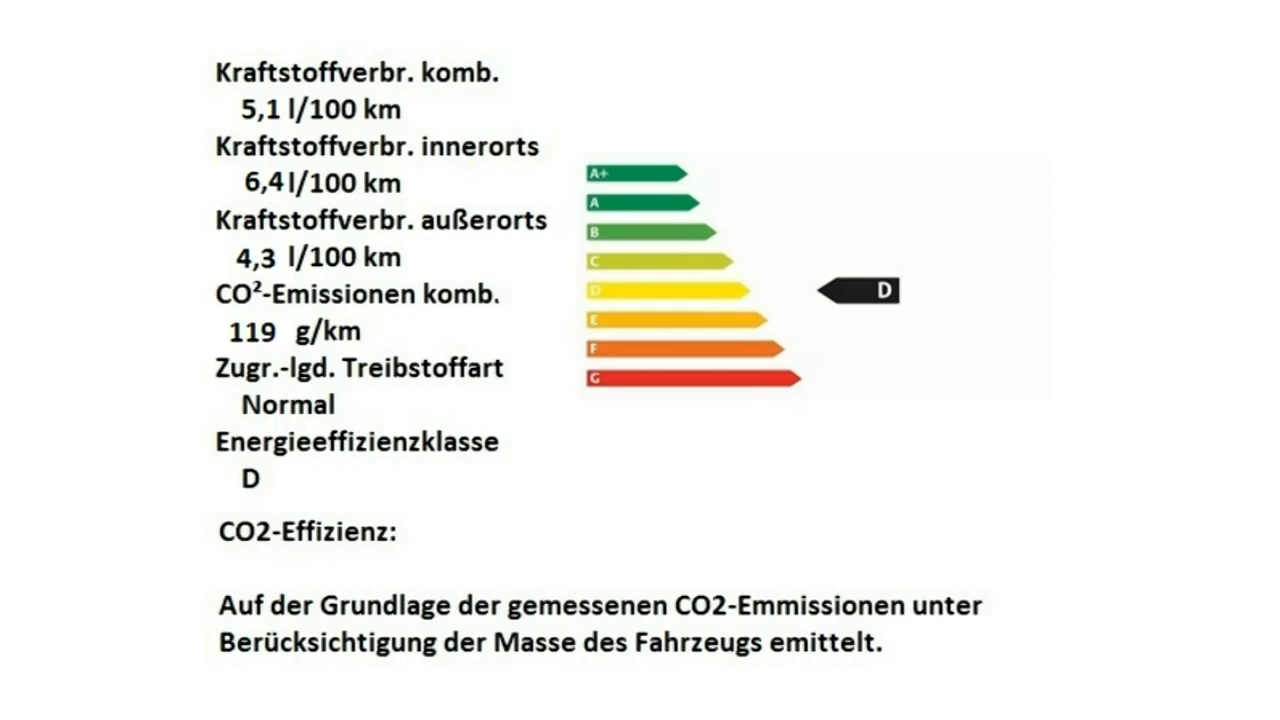 Kraftstoffverbr. komb.
5,1 l/100 km
Kraftstoffverbr. innerorts
6,4 l/100 km
Kraftstoffverbr. außerorts
4,3 l/100 km
CO²-Emissionen komb.
119 g/km
Zugr.-lgd. Treibstoffart
Normal
Energieeffizienzklasse
D
A+
A
B
C
D
D
E
F
G
CO2-Effizienz:
Auf der Grundlage der gemessenen CO2-Emmissionen unter
Berücksichtigung der Masse des Fahrzeugs emittelt.